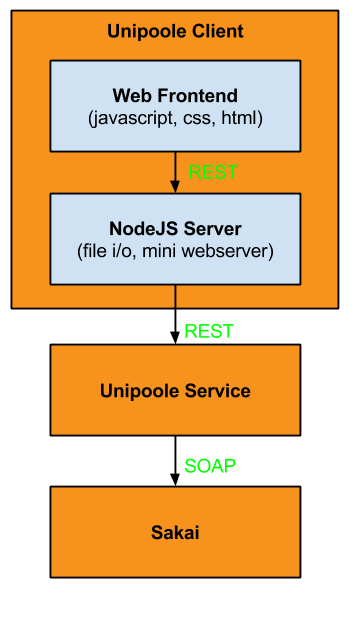 Unipoole Client
Web Frontend
(javascript, css, html)
REST
NodeJS Server
(file i/o, mini webserver)
REST
Unipoole Service
SOAP
Sakai